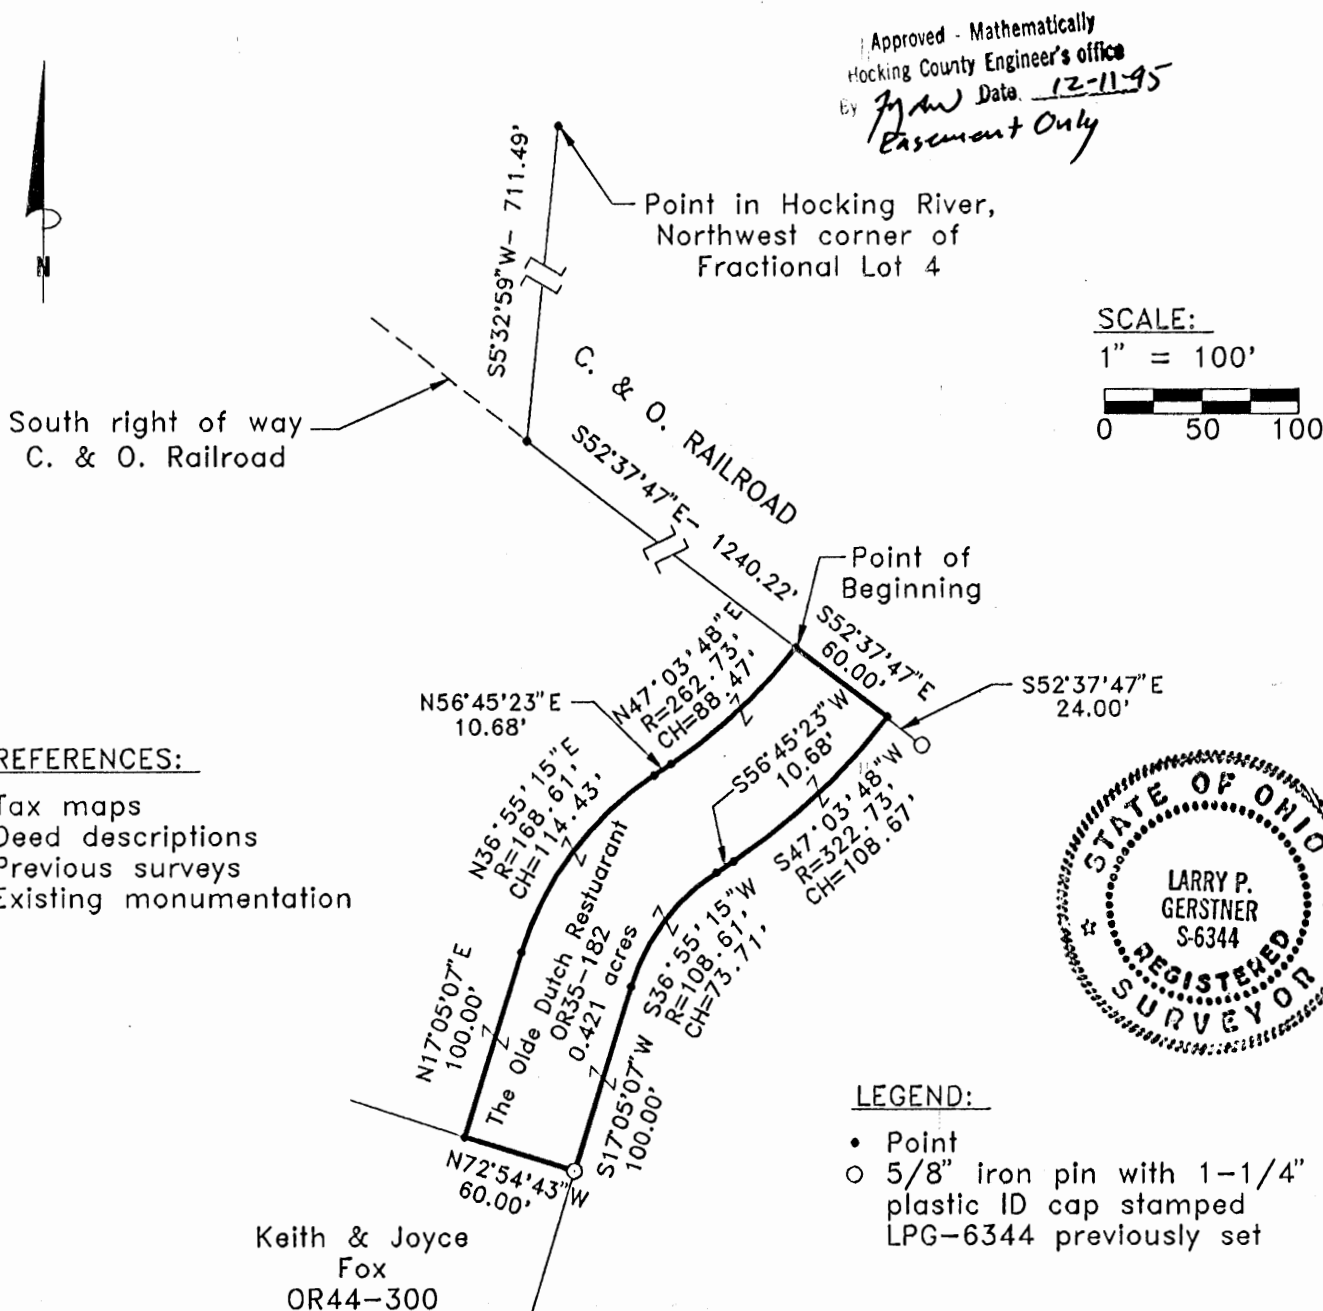 Approved - Mathematically
Hocking County Engineer's office
By Date 12-11-95
Easement Only
N
S5°32'59"W- 711.49'
Point in Hocking River,
Northwest corner of
Fractional Lot 4
SCALE:
1" = 100'
0 50 100
South right of way
C. & O. Railroad
C. & O. RAILROAD
S52°37'47"E- 1240.22'
Point of
Beginning
S52°37'47"E
60.00'
S52°37'47"E
24.00'
N56°45'23"E
10.68'
N47°03'48"E
R=262.73'
CH=88.47'
S56°45'23"W
10.68'
S47°03'48"W
R=322.73'
CH=108.67'
REFERENCES:
Tax maps
Deed descriptions
Previous surveys
Existing monumentation
N36°55'15"E
R=168.61'
CH=114.43'
The Olde Dutch Restuarant
OR35-182
0.421 acres
S36°55'15"W
R=108.61'
CH=73.71'
N17°05'07"E
100.00'
S17°05'07"W
100.00'
N72°54'43"W
60.00'
Keith & Joyce
Fox
OR44-300
STATE OF OHIO
LARRY P.
GERSTNER
S-6344
REGISTERED
SURVEYOR
LEGEND:
• Point
○ 5/8" iron pin with 1-1/4"
plastic ID cap stamped
LPG-6344 previously set